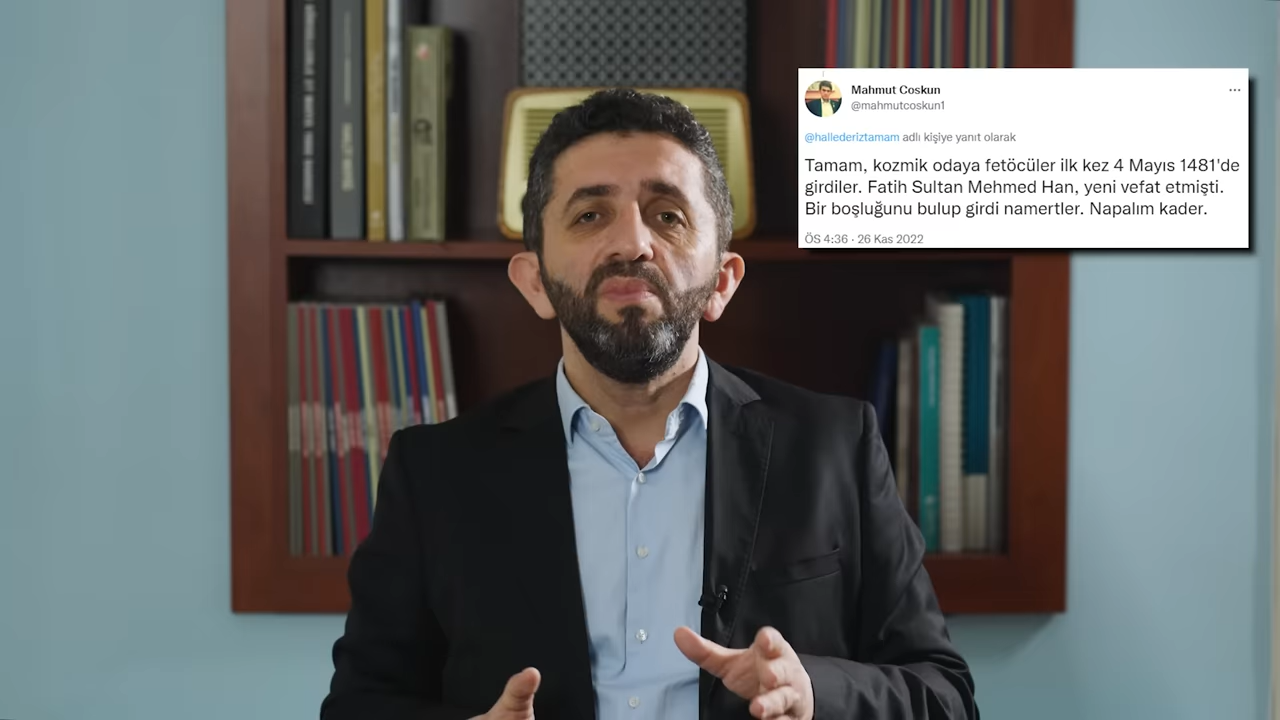 Mahmut Coskun
@mahmutcoskun1
@hallederiztamam adlı kişiye yanıt olarak
Tamam, kozmik odaya fetöcüler ilk kez 4 Mayıs 1481'de
girdiler. Fatih Sultan Mehmed Han, yeni vefat etmişti.
Bir boşluğunu bulup girdi namertler. Napalım kader.
ÖS 4:36 · 26 Kas 2022